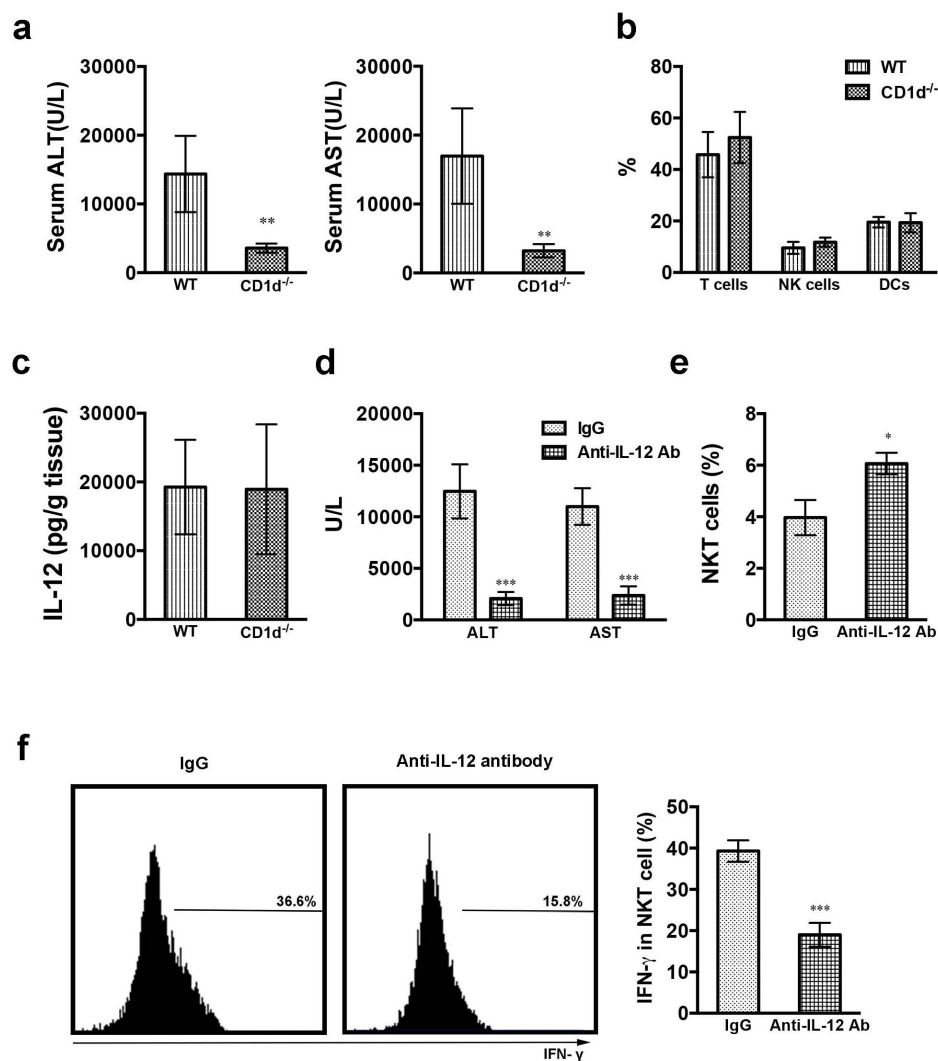 a
Serum ALT(U/L)
30000
20000
10000
0
**
WT
CD1d-/-
Serum AST(U/L)
30000
20000
10000
0
**
WT
CD1d-/-
b
%
80
60
40
20
0
WT
CD1d-/-
T cells
NK cells
DCs
c
IL-12 (pg/g tissue)
30000
20000
10000
0
WT
CD1d-/-
d
U/L
20000
15000
10000
5000
0
IgG
Anti-IL-12 Ab
***
***
ALT
AST
e
NKT cells (%)
8
6
4
2
0
*
IgG
Anti-IL-12 Ab
f
IgG
36.6%
Anti-IL-12 antibody
15.8%
IFN- γ
IFN-γ in NKT cell (%)
50
40
30
20
10
0
***
IgG
Anti-IL-12 Ab